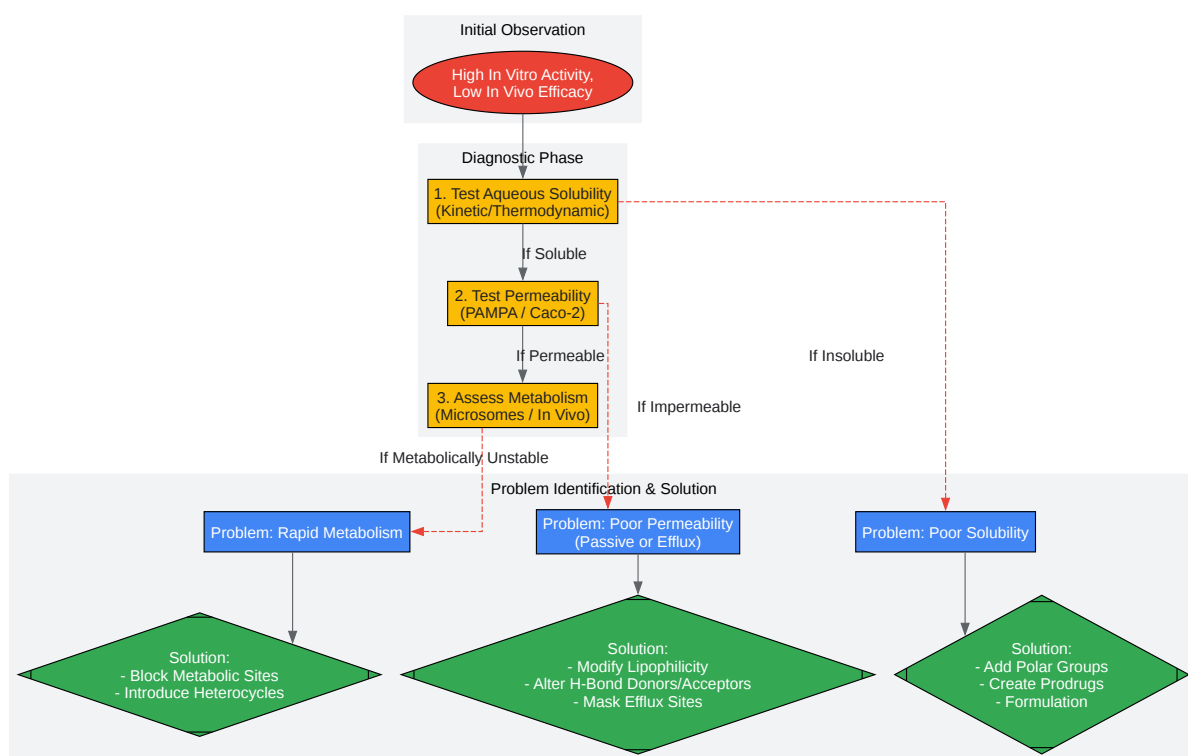 Initial Observation
High In Vitro Activity,
Low In Vivo Efficacy
Diagnostic Phase
1. Test Aqueous Solubility
(Kinetic/Thermodynamic)
If Soluble
2. Test Permeability
(PAMPA / Caco-2)
If Permeable
If Insoluble
3. Assess Metabolism
(Microsomes / In Vivo)
If Impermeable
If Metabolically Unstable
Problem Identification & Solution
Problem: Rapid Metabolism
Problem: Poor Permeability
(Passive or Efflux)
Problem: Poor Solubility
Solution:
- Block Metabolic Sites
- Introduce Heterocycles
Solution:
- Modify Lipophilicity
- Alter H-Bond Donors/Acceptors
- Mask Efflux Sites
Solution:
- Add Polar Groups
- Create Prodrugs
- Formulation